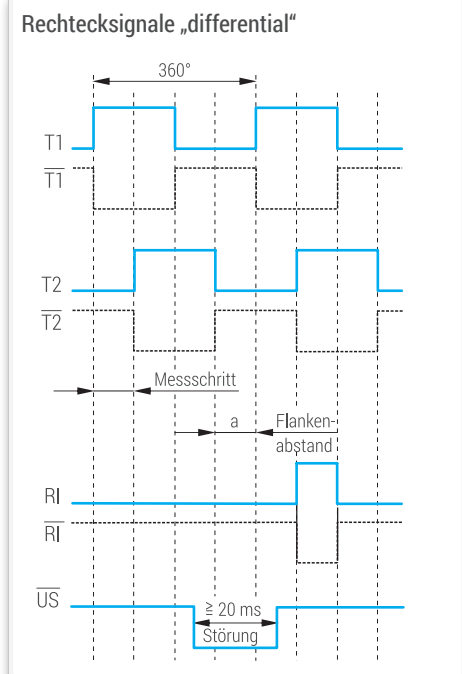 Rechtecksignale „differential“
360°
T1
T1
T2
T2
Messschritt
a
Flanken-
abstand
RI
RI
US
≧ 20 ms
Störung